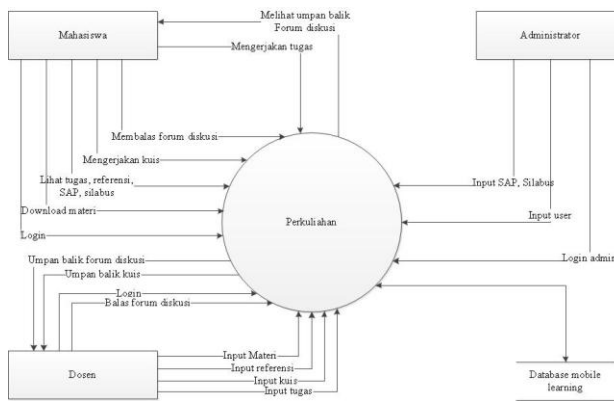 Melihat umpan balik
Forum diskusi
Mahasiswa
Administrator
Mengerjakan tugas
Membalas forum diskusi
Mengerjakan kuis
Lihat tugas, referensi,
SAP, silabus
Input SAP, Silabus
Download materi
Perkuliahan
Input user
Login
Umpan balik forum diskusi
Login admin
Umpan balik kuis
Login
Balas forum diskusi
Input Materi
Input referensi
Dosen
Input kuis
Input tugas
Database mobile
learning